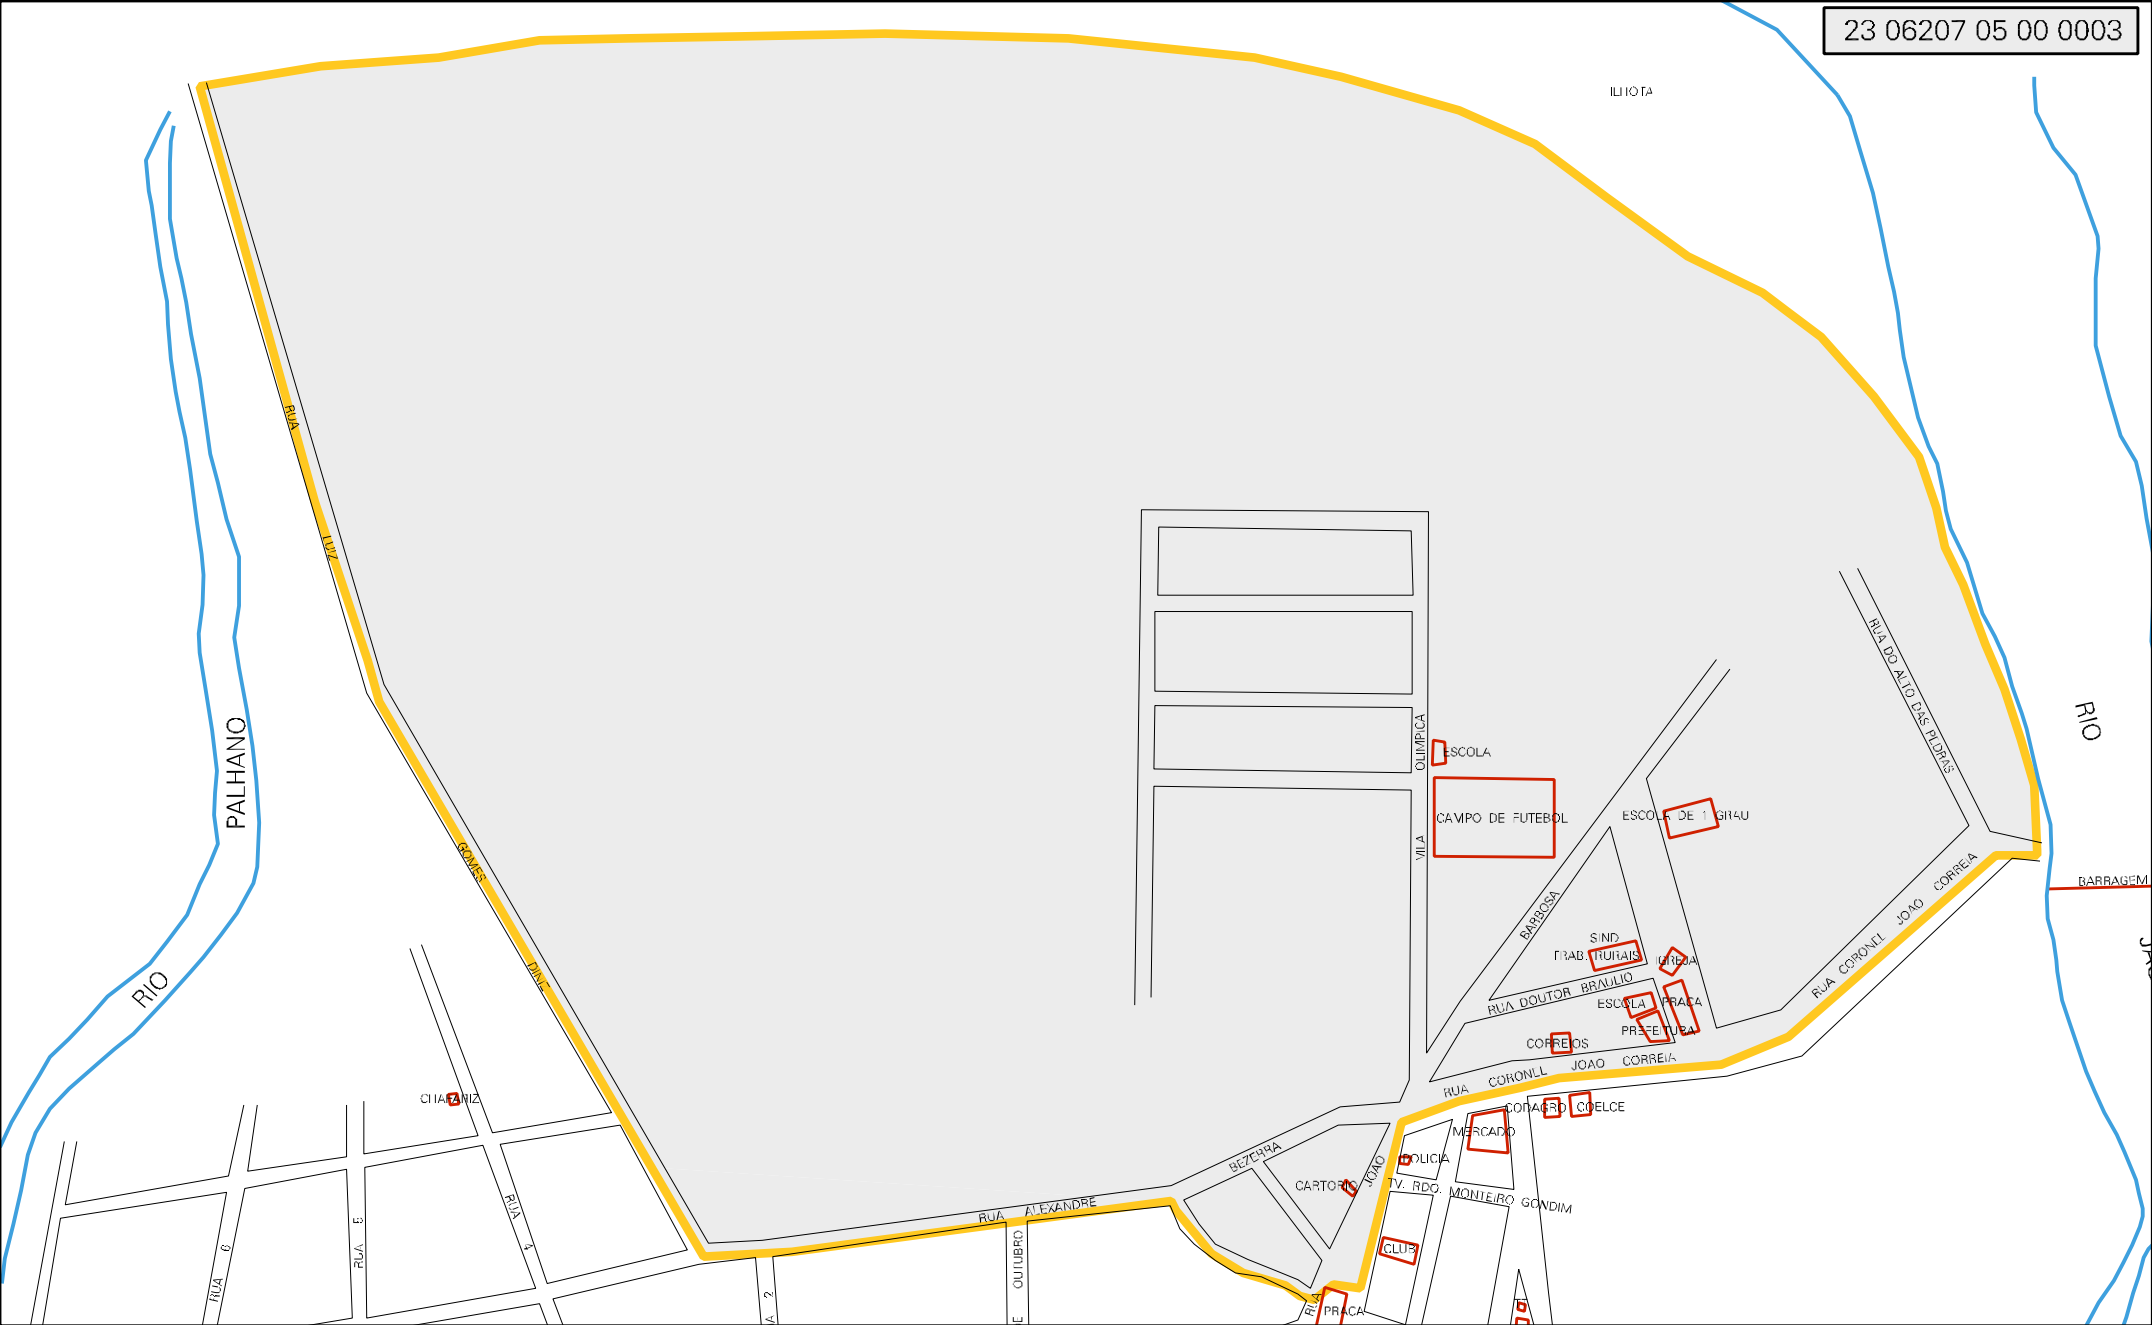 23 06207 05 00 0003
ILHOTA
RUA
LUIZ
GOMES
DINIZ
PALHANO
RIO
RUA DO ALTO DAS PEDRAS
RIO
OLIMPICA
VILA
ESCOLA
CAMPO DE FUTEBOL
ESCOLA DE 1 GRAU
BARBOSA
SIND
TRAB. RURAIS
IGREJA
RUA DOUTOR BRAULIO
ESCOLA
PRACA
PREFEITURA
CORREIOS
RUA CORONEL JOAO CORREIA
RUA CORONEL JOAO CORREIA
BARRAGEM
CHAFARIZ
CODAGRO
COELCE
MERCADO
POLICIA
BEZERRA
CARTORIO
JOAO
TV. RDO. MONTEIRO GONDIM
RUA ALEXANDRE
RUA 4
RUA 5
RUA 6
OUTUBRO
2
CLUB
RUA
PRACA